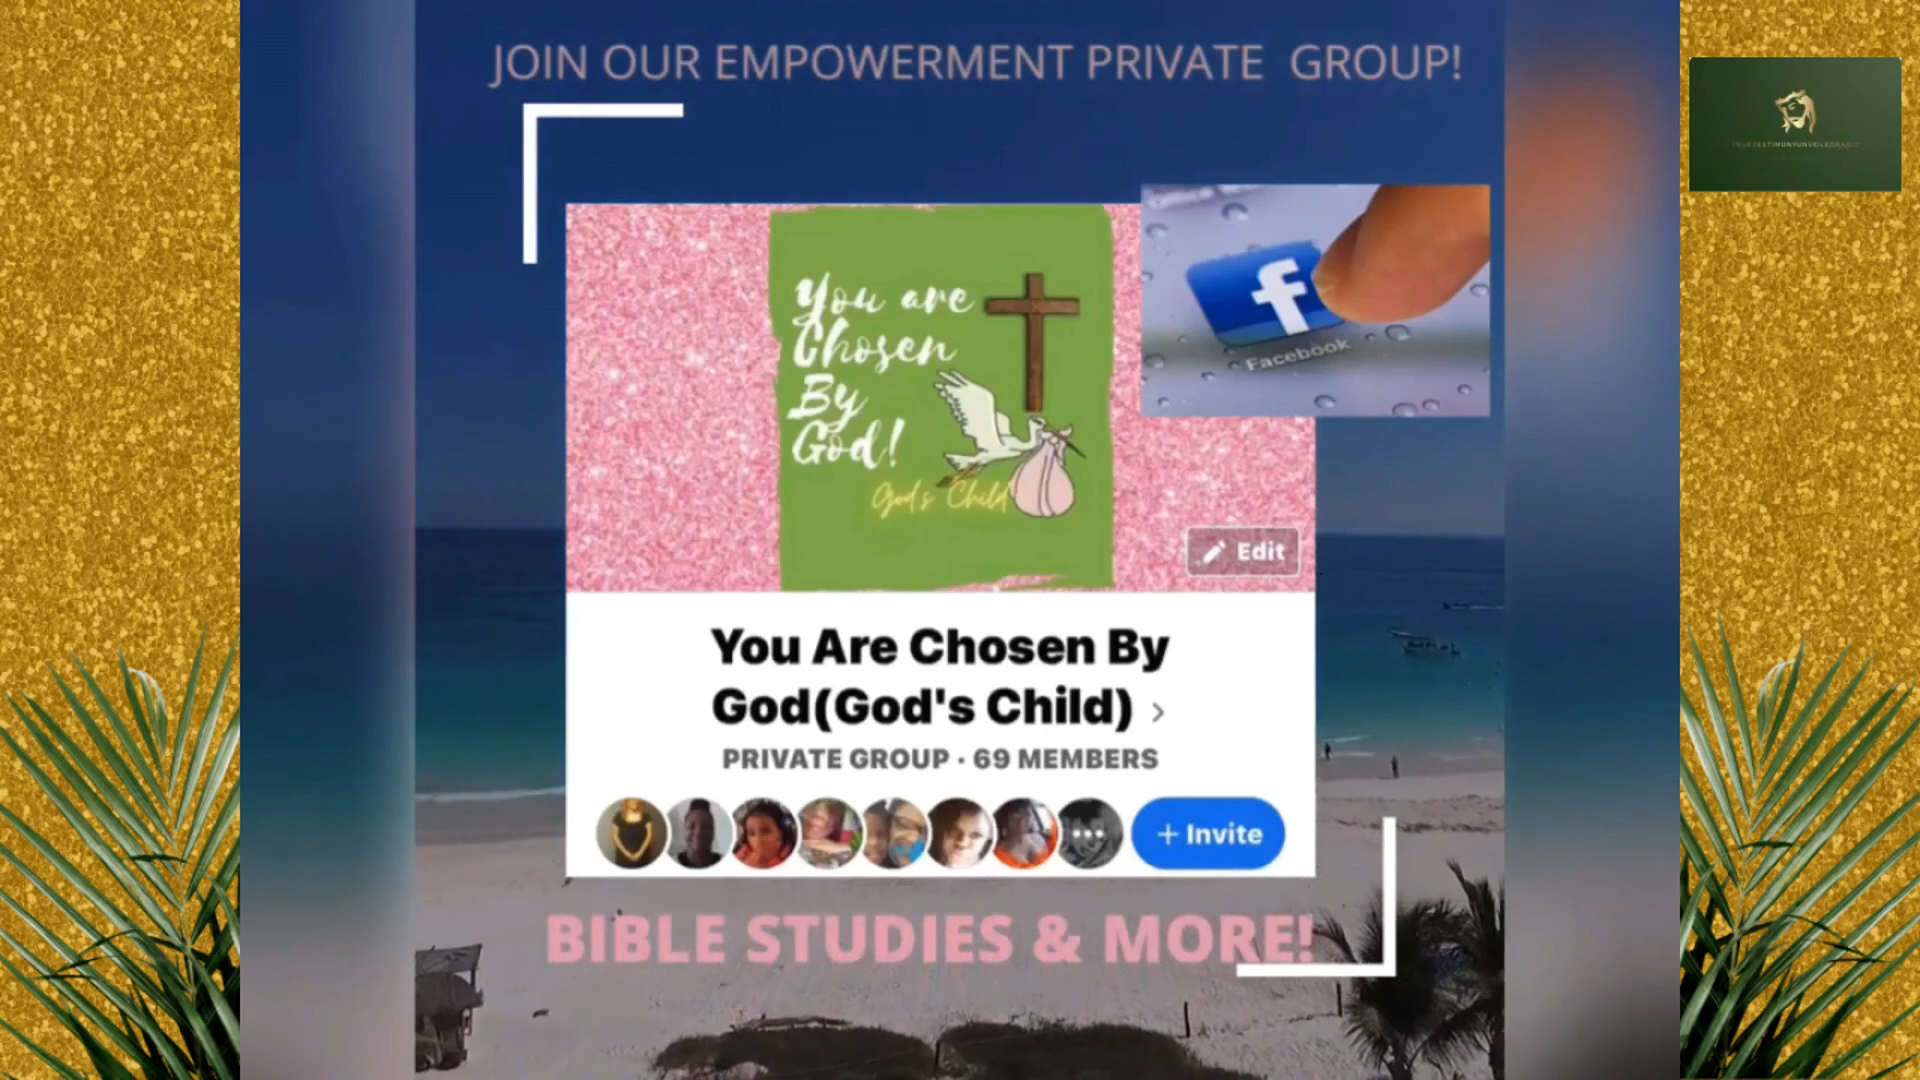 JOIN OUR EMPOWERMENT PRIVATE GROUP!
You are
Chosen
By
God!
God's Child
f
Facebook
Edit
You Are Chosen By
God(God's Child) >
PRIVATE GROUP · 69 MEMBERS
+ Invite
BIBLE STUDIES & MORE!